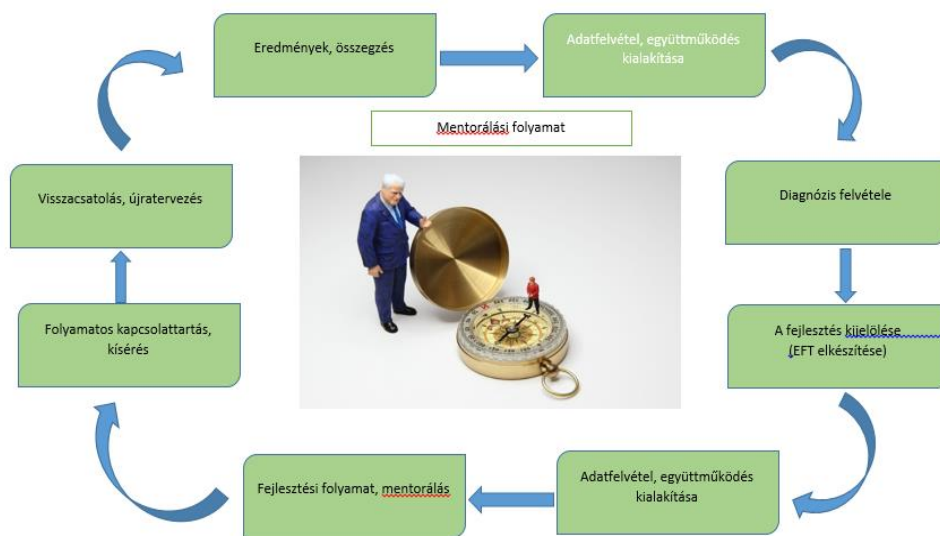 Eredmények, összegzés
Adatfelvétel, együttműködés
kialakítása
Mentorálási folyamat
Visszacsatolás, újratervezés
Diagnózis felvétele
Folyamatos kapcsolattartás,
kísérés
A fejlesztés kijelölése
(EFT elkészítése)
Fejlesztési folyamat, mentorálás
Adatfelvétel, együttműködés
kialakítása